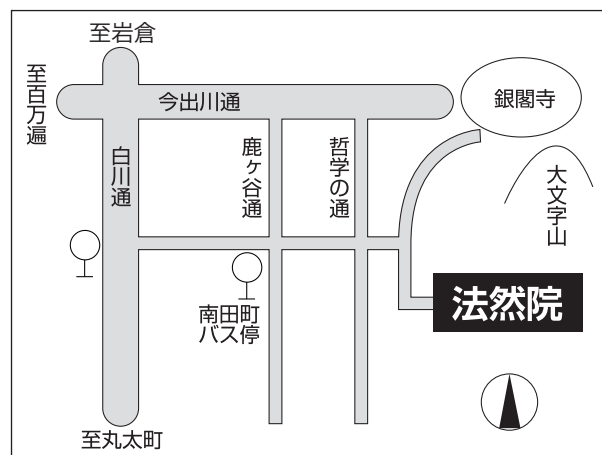 至岩倉
至百万遍
今出川通
銀閣寺
白川通
鹿ヶ谷通
哲学の通
大文字山
南田町
バス停
法然院
至丸太町